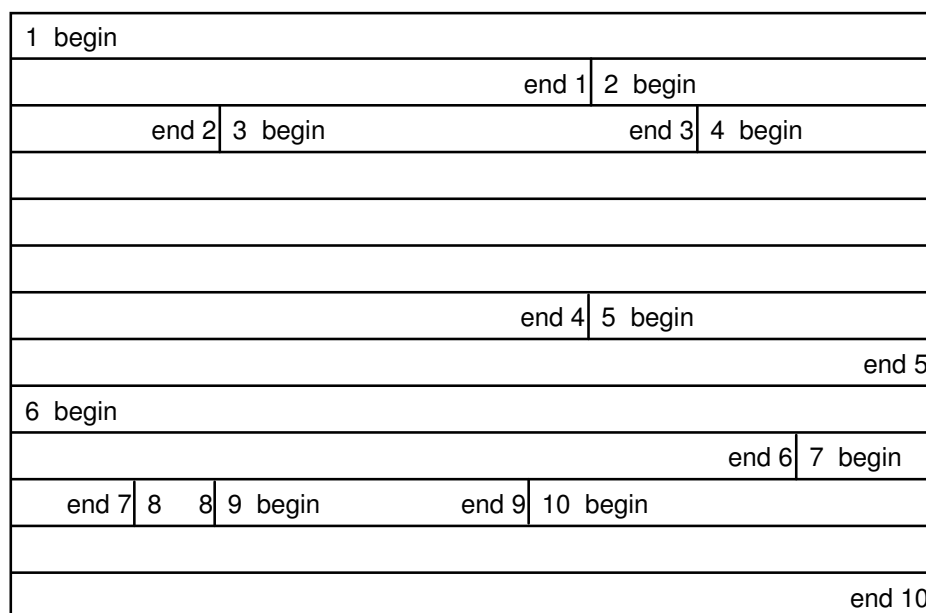 1 begin
end 1 2 begin
end 2 3 begin end 3 4 begin
end 4 5 begin
end 5
6 begin
end 6 7 begin
end 7 8 8 9 begin end 9 10 begin
end 10